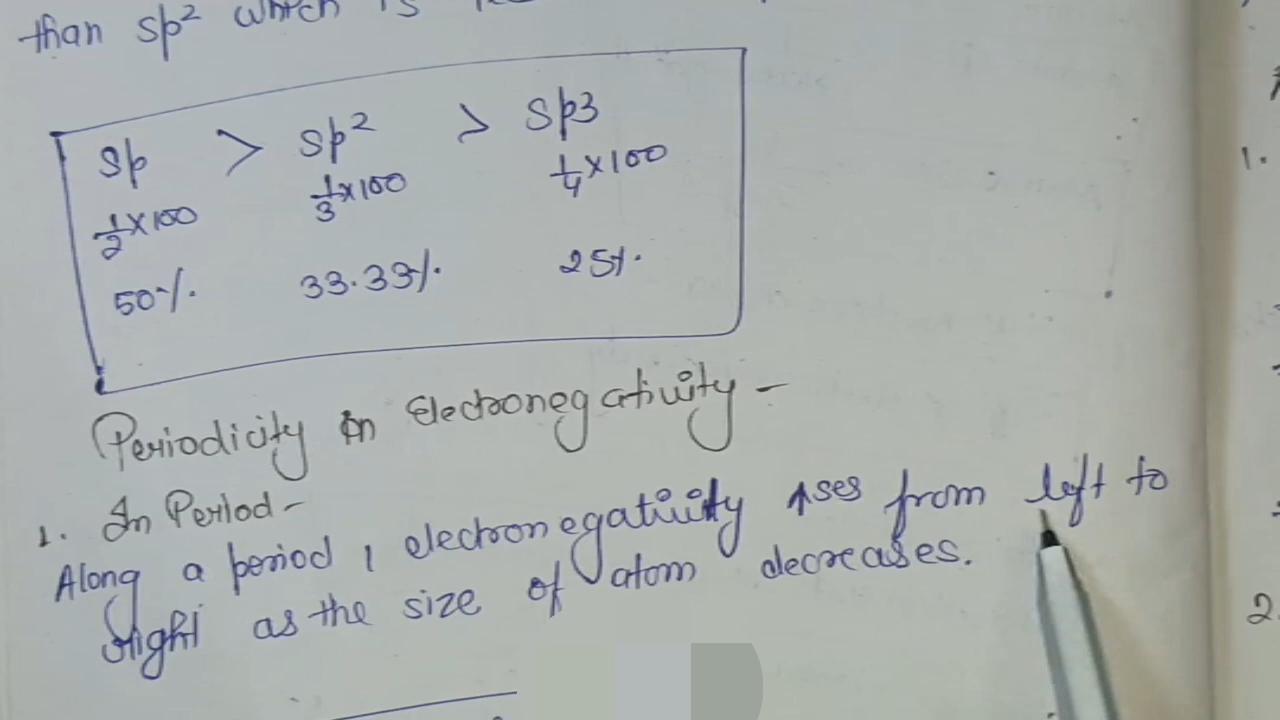 than sp² which is
sp > sp² > sp3
1/2×100 1/3×100 1/4×100
50% 33.33% 25%
Periodicity in Electronegativity -
1. In Period -
Along a period, electronegativity ↑ses from left to
right as the size of atom decreases.
1.
2.